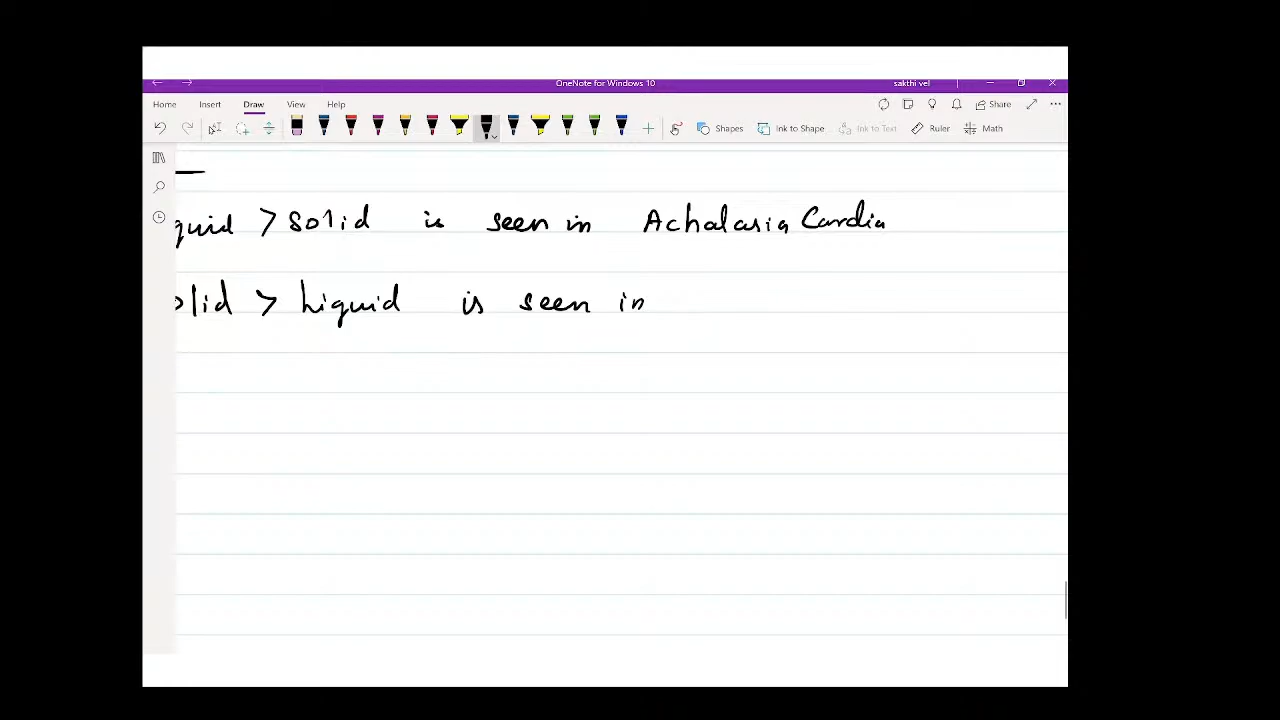 OneNote for Windows 10 sakthi vel
Home Insert Draw View Help Share
Shapes Ink to Shape Ink to Text Ruler Math
quid > Solid is seen in Achalasia Cardia
olid > Liquid is seen in